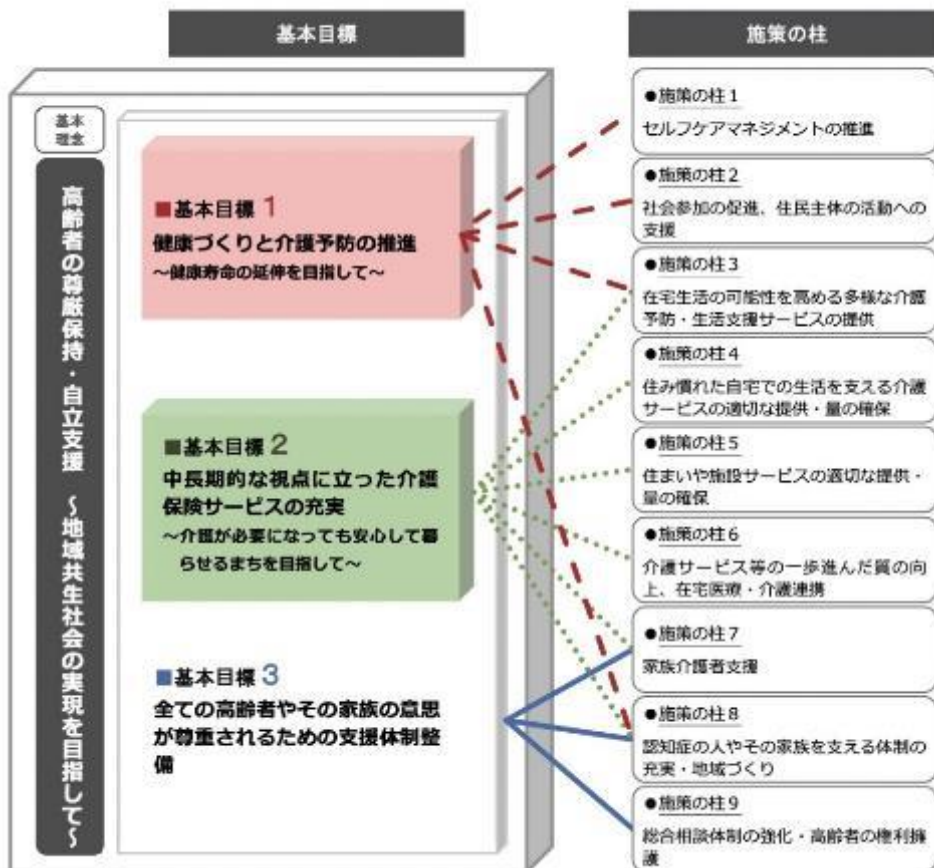 基本目標
施策の柱
基本
理念
高齢者の尊厳保持・自立支援 ～地域共生社会の実現を目指して～
■基本目標 1
健康づくりと介護予防の推進
～健康寿命の延伸を目指して～
■基本目標 2
中長期的な視点に立った介護
保険サービスの充実
～介護が必要になっても安心して暮
らせるまちを目指して～
■基本目標 3
全ての高齢者やその家族の意思
が尊重されるための支援体制整
備
●施策の柱1
セルフケアマネジメントの推進
●施策の柱2
社会参加の促進、住民主体の活動への
支援
●施策の柱3
在宅生活の可能性を高める多様な介護
予防・生活支援サービスの提供
●施策の柱4
住み慣れた自宅での生活を支える介護
サービスの適切な提供・量の確保
●施策の柱5
住まいや施設サービスの適切な提供・
量の確保
●施策の柱6
介護サービス等の一歩進んだ質の向
上、在宅医療・介護連携
●施策の柱7
家族介護者支援
●施策の柱8
認知症の人やその家族を支える体制の
充実・地域づくり
●施策の柱9
総合相談体制の強化・高齢者の権利擁
護